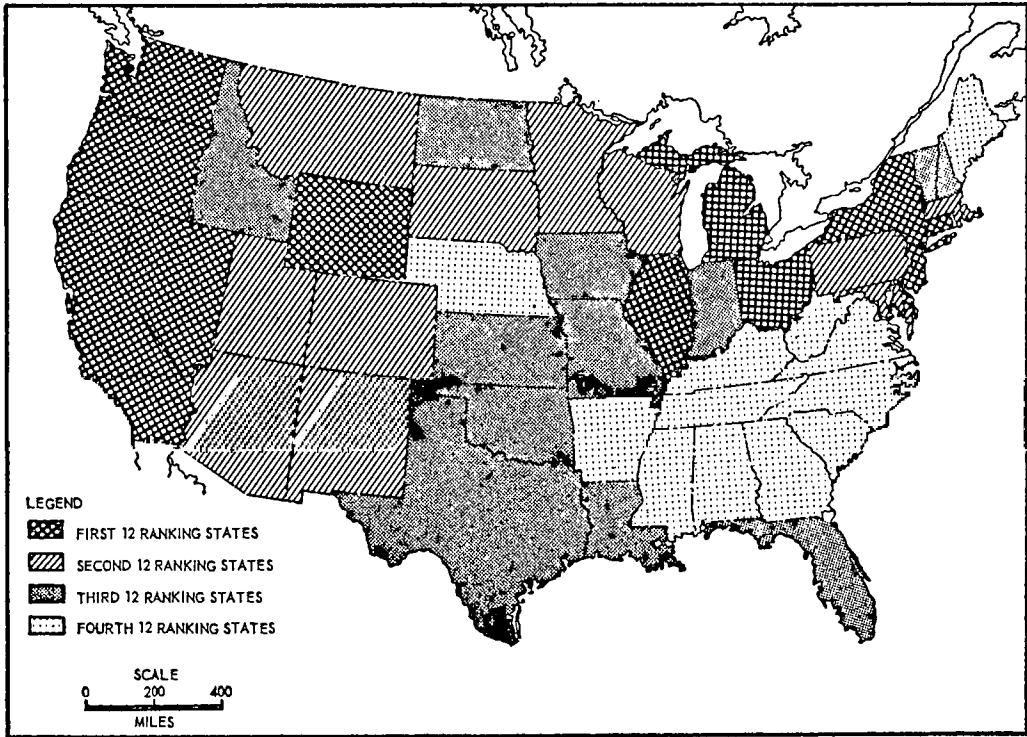 LEGEND
FIRST 12 RANKING STATES
SECOND 12 RANKING STATES
THIRD 12 RANKING STATES
FOURTH 12 RANKING STATES
SCALE
0 200 400
MILES